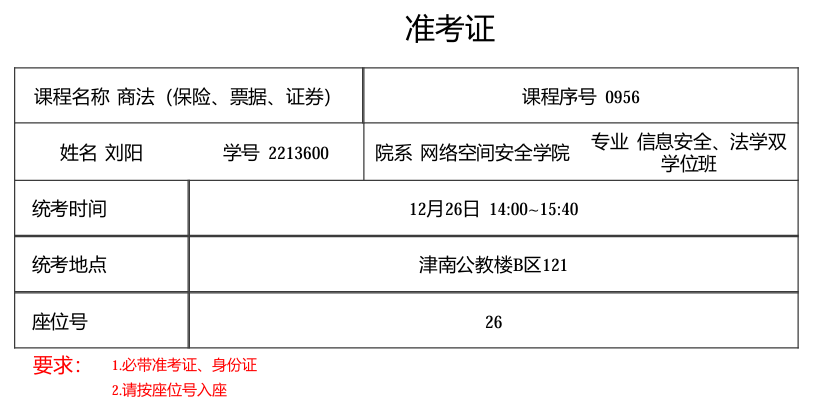 准考证
课程名称 商法（保险、票据、证券） 课程序号 0956
姓名 刘阳 学号 2213600 院系 网络空间安全学院 专业 信息安全、法学双
学位班
统考时间 12月26日 14:00~15:40
统考地点 津南公教楼B区121
座位号 26
要求： 1.必带准考证、身份证
2.请按座位号入座